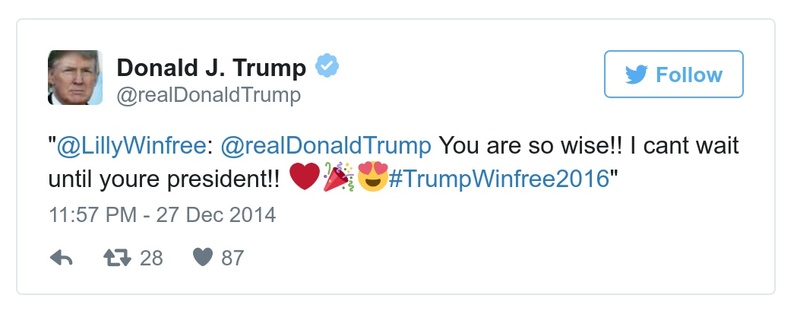 Donald J. Trump
Follow
@realDonaldTrump
"@LillyWinfree: @realDonaldTrump You are so wise!! I cant wait
until youre president!! ❤️🎉😍#TrumpWinfree2016"
11:57 PM - 27 Dec 2014
28 87